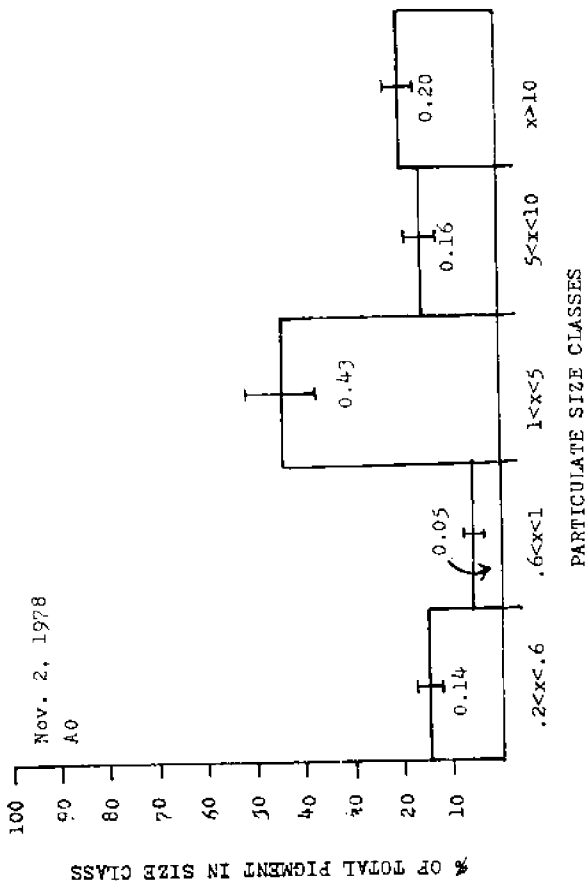 Nov. 2, 1978
A0
% OF TOTAL PIGMENT IN SIZE CLASS
100
90
80
70
60
50
40
30
20
10
0.14
0.05
0.43
0.16
0.20
.2<x<.6
.6<x<1
1<x<5
5<x<10
x>10
PARTICULATE SIZE CLASSES